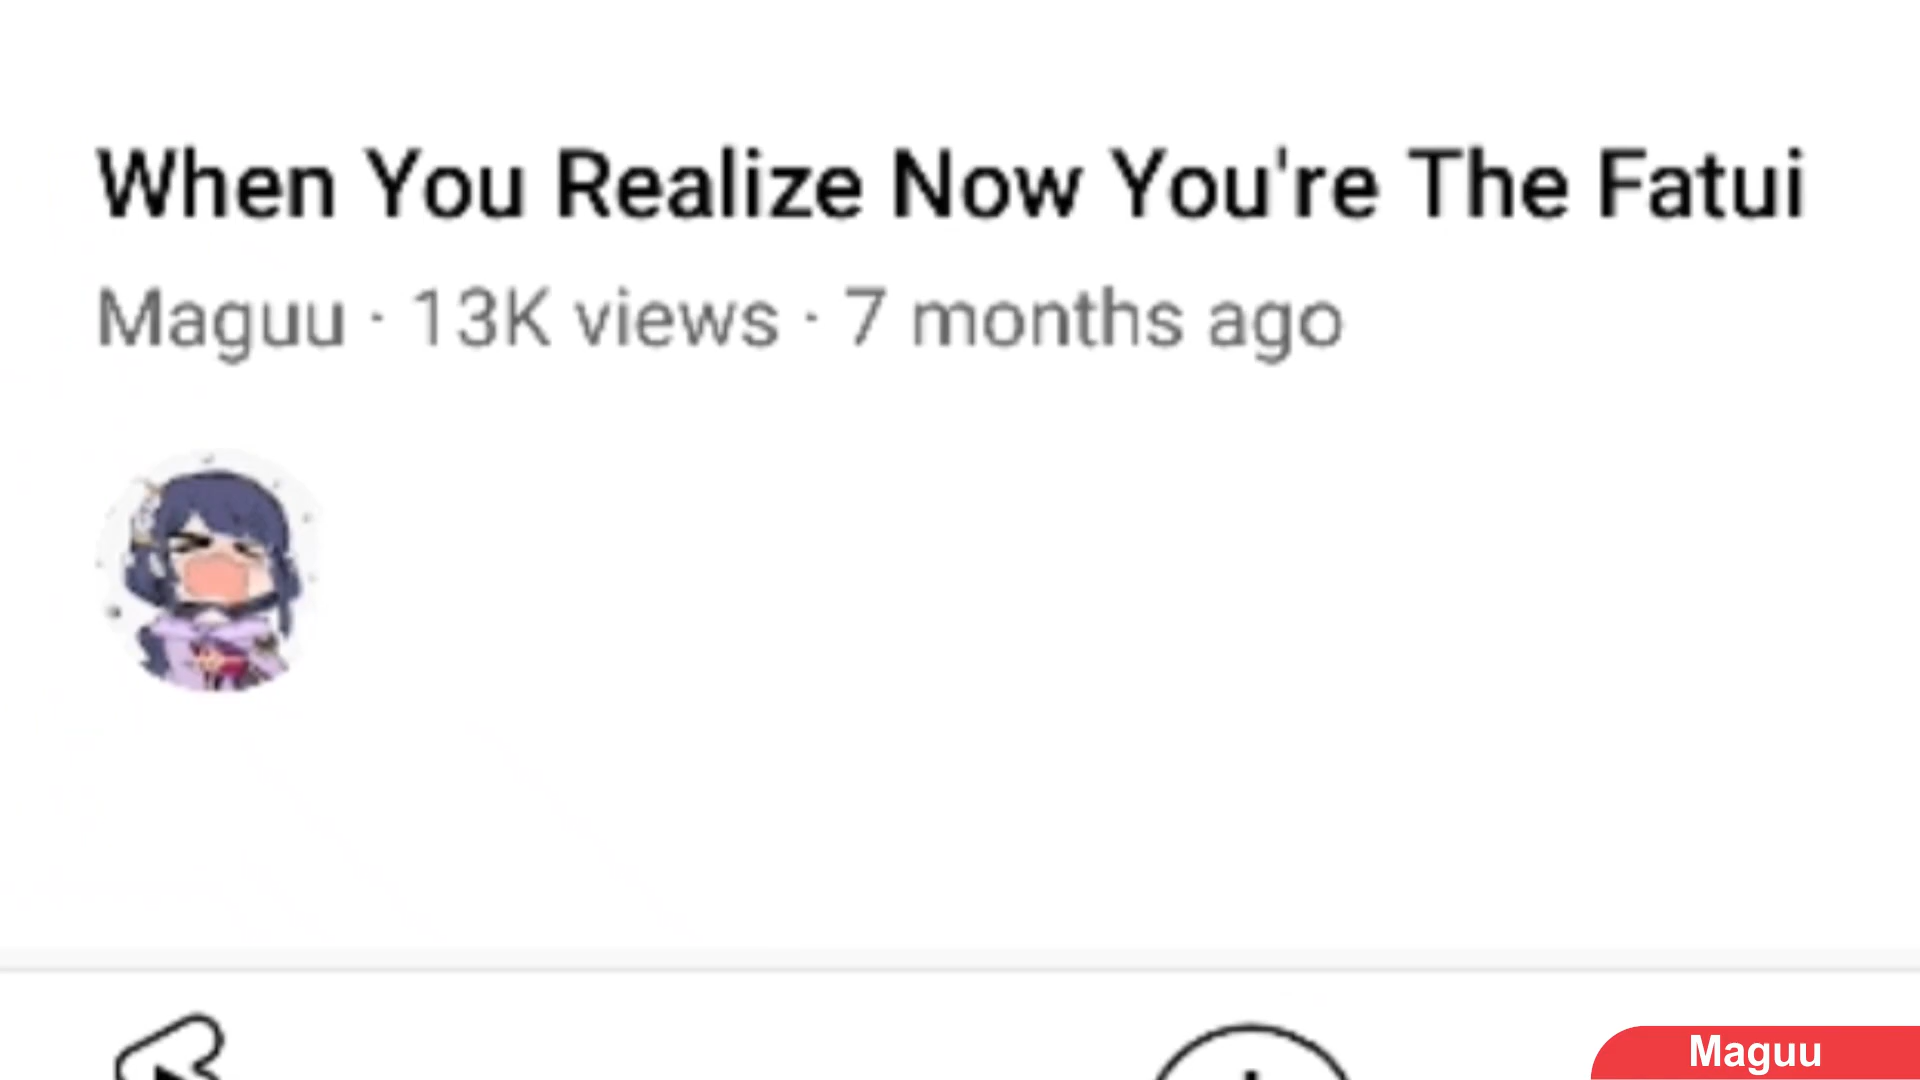 When You Realize Now You're The Fatui
Maguu · 13K views · 7 months ago
Maguu